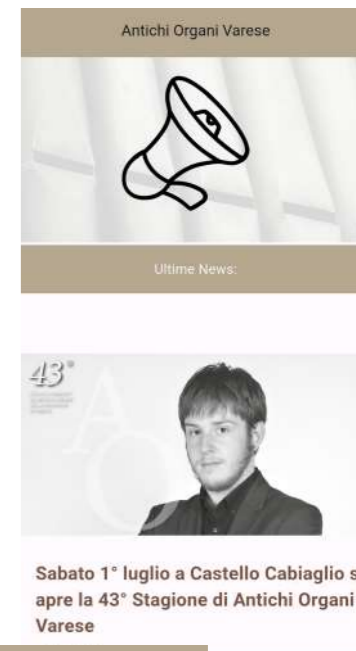 Antichi Organi Varese
Ultime News:
43°
AO
Sabato 1° luglio a Castello Cabiaglio s
apre la 43° Stagione di Antichi Organi
Varese